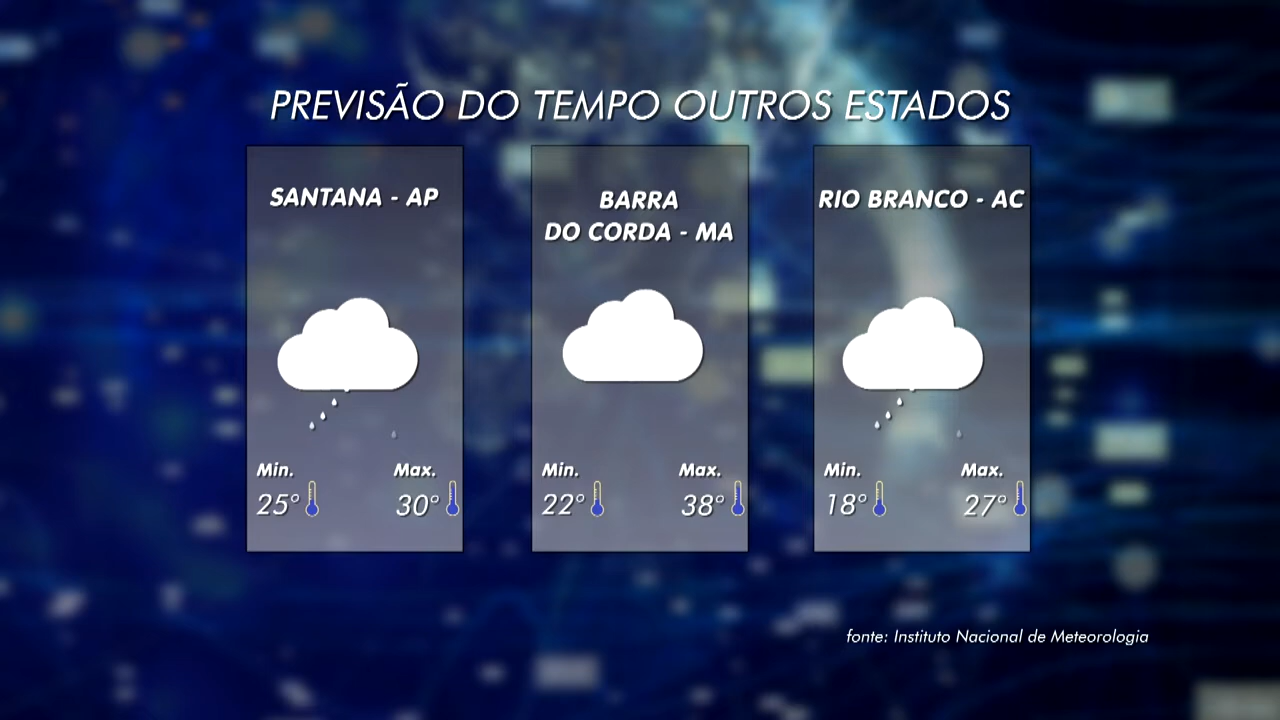 PREVISÃO DO TEMPO OUTROS ESTADOS
SANTANA - AP
Min. Max.
25° 30°
BARRA
DO CORDA - MA
Min. Max.
22° 38°
RIO BRANCO - AC
Min. Max.
18° 27°
fonte: Instituto Nacional de Meteorologia